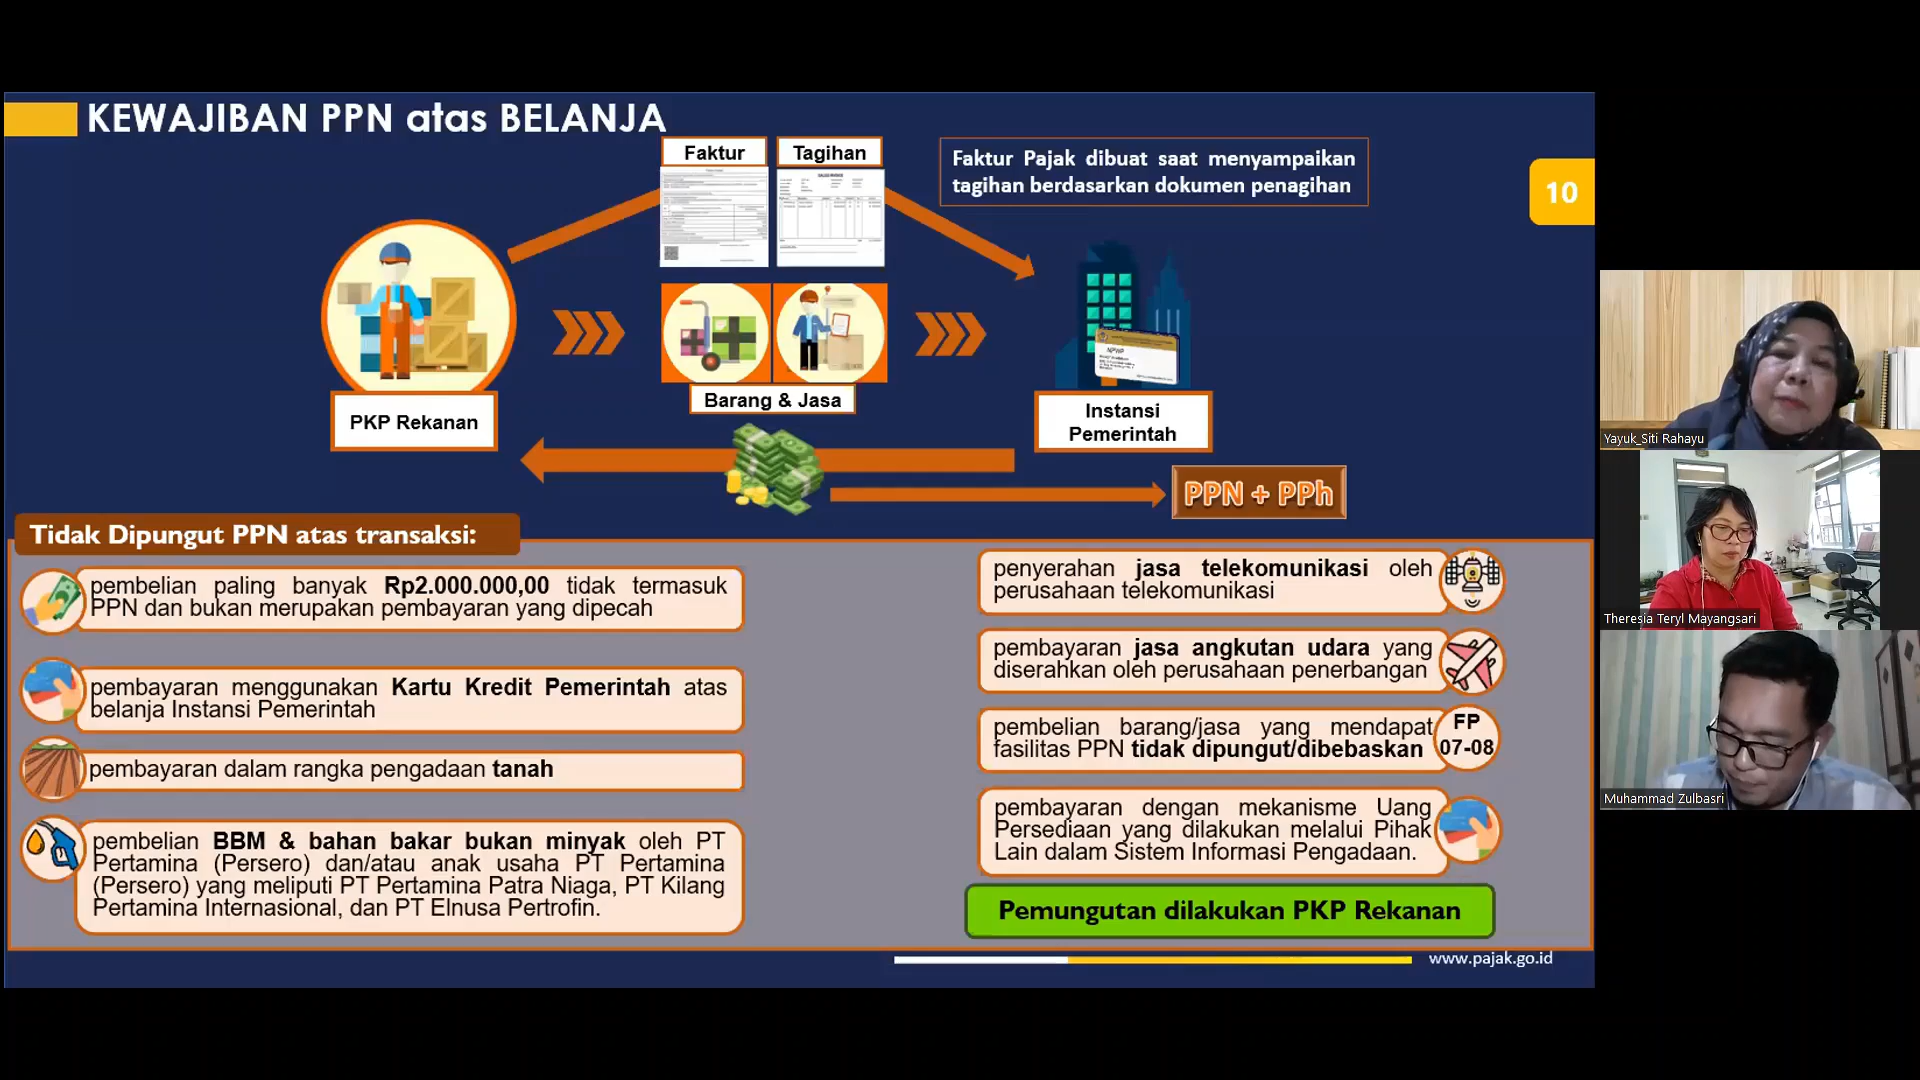 KEWAJIBAN PPN atas BELANJA
Faktur
Tagihan
Faktur Pajak dibuat saat menyampaikan
tagihan berdasarkan dokumen penagihan
10
SALES INVOICE
NPWP
Barang & Jasa
PKP Rekanan
Instansi
Pemerintah
PPN + PPh
Tidak Dipungut PPN atas transaksi:
pembelian paling banyak Rp2.000.000,00 tidak termasuk
PPN dan bukan merupakan pembayaran yang dipecah
pembayaran menggunakan Kartu Kredit Pemerintah atas
belanja Instansi Pemerintah
pembayaran dalam rangka pengadaan tanah
pembelian BBM & bahan bakar bukan minyak oleh PT
Pertamina (Persero) dan/atau anak usaha PT Pertamina
(Persero) yang meliputi PT Pertamina Patra Niaga, PT Kilang
Pertamina Internasional, dan PT Elnusa Pertrofin.
penyerahan jasa telekomunikasi oleh
perusahaan telekomunikasi
pembayaran jasa angkutan udara yang
diserahkan oleh perusahaan penerbangan
pembelian barang/jasa yang mendapat
fasilitas PPN tidak dipungut/dibebaskan
FP
07-08
pembayaran dengan mekanisme Uang
Persediaan yang dilakukan melalui Pihak
Lain dalam Sistem Informasi Pengadaan.
Pemungutan dilakukan PKP Rekanan
www.pajak.go.id
Yayuk_Siti Rahayu
Theresia Teryl Mayangsari
Muhammad Zulbasri